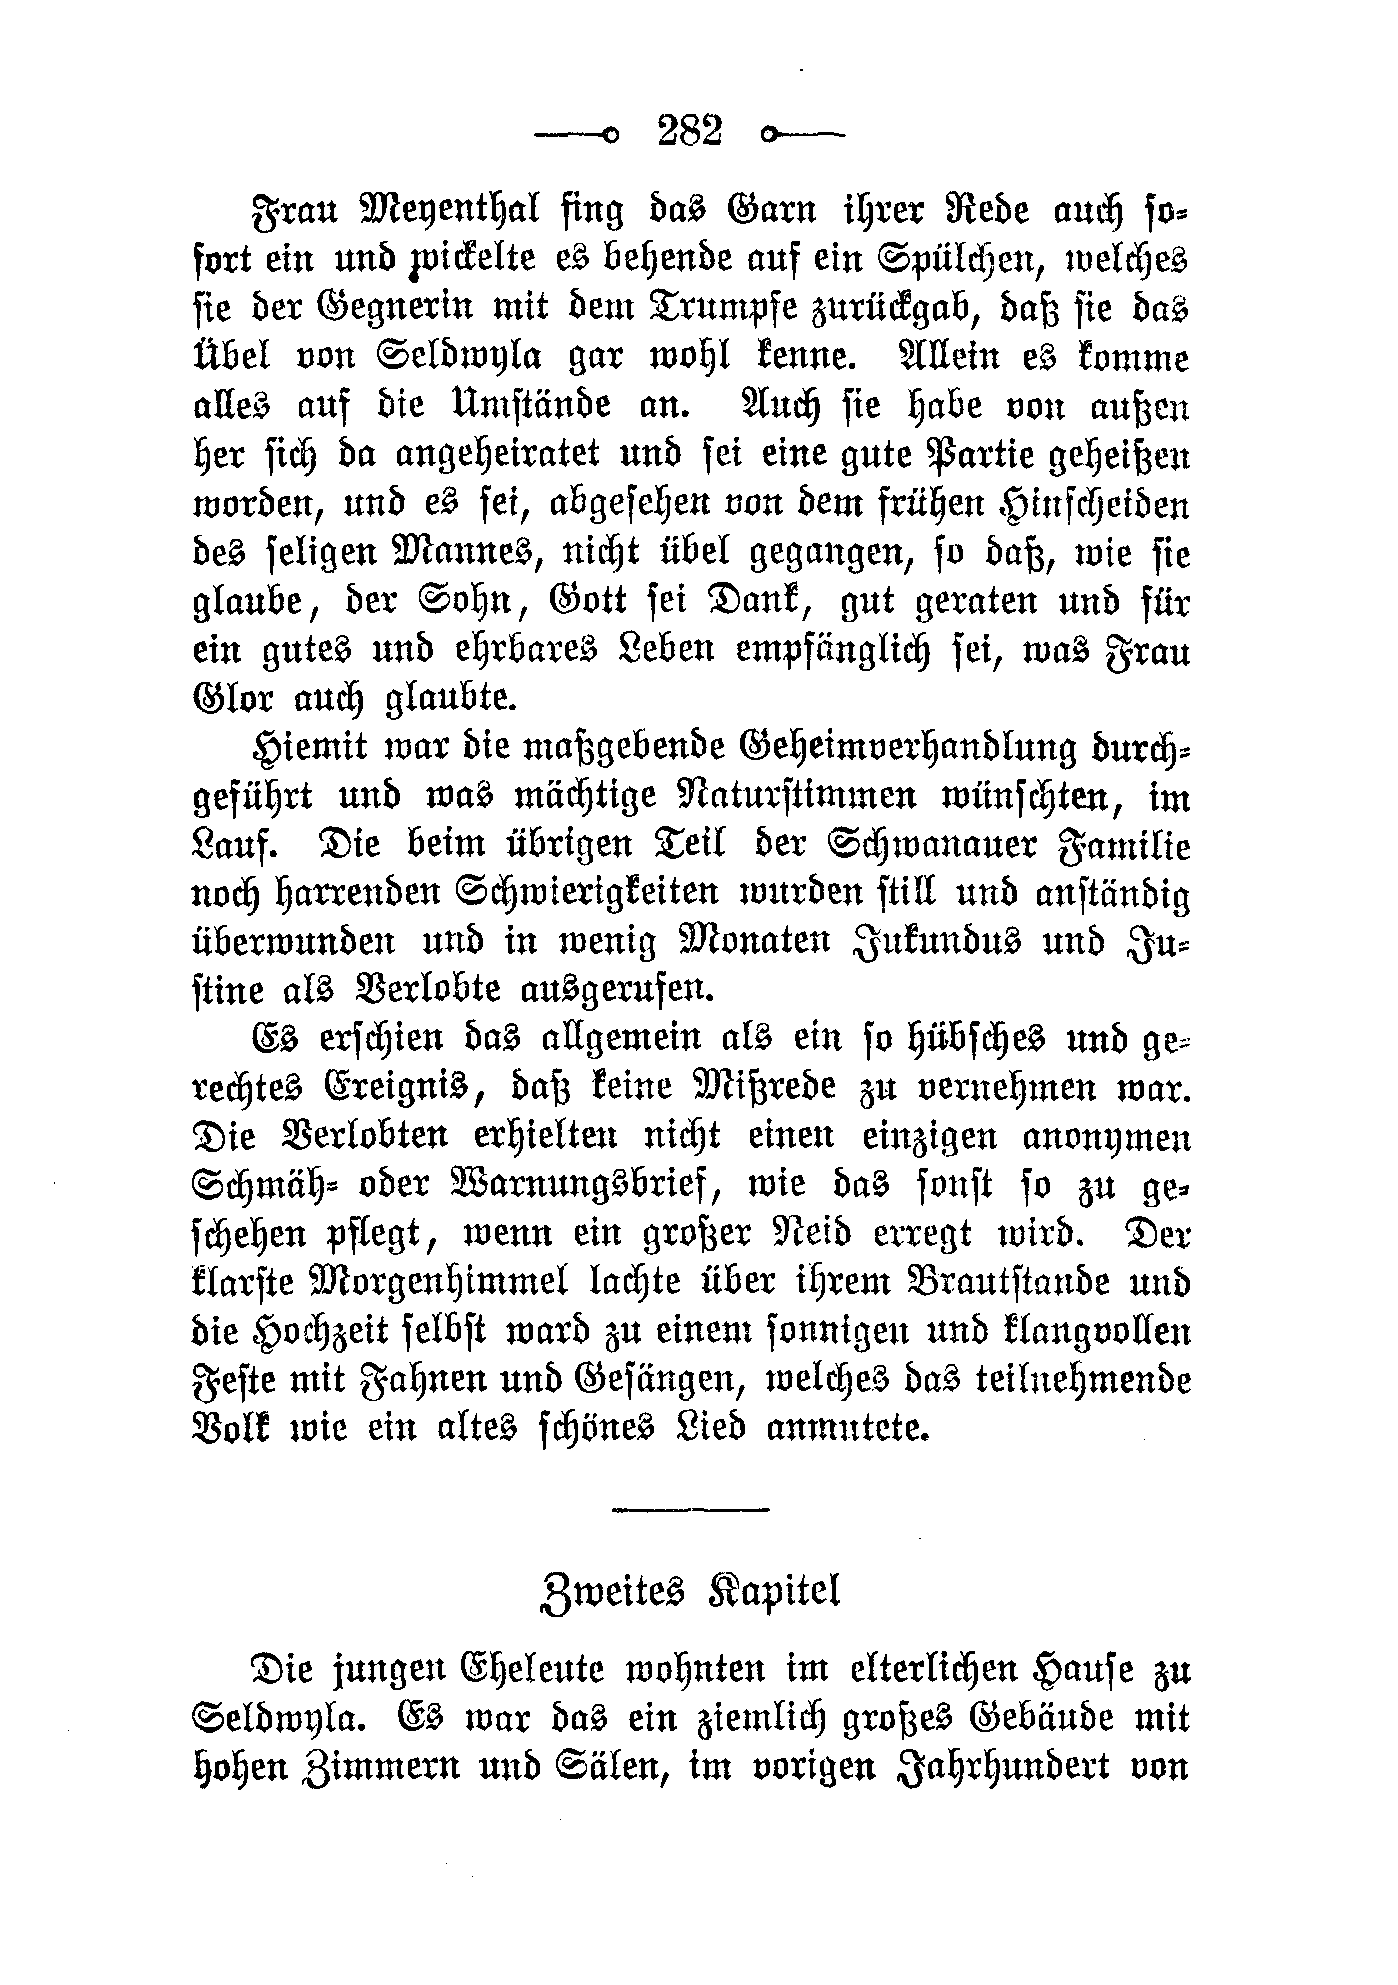 282
Frau Meyenthal fing das Garn ihrer Rede auch so-
fort ein und wickelte es behende auf ein Spülchen, welches
sie der Gegnerin mit dem Trumpfe zurückgab, daß sie das
Übel von Seldwyla gar wohl kenne. Allein es komme
alles auf die Umstände an. Auch sie habe von außen
her sich da angeheiratet und sei eine gute Partie geheißen
worden, und es sei, abgesehen von dem frühen Hinscheiden
des seligen Mannes, nicht übel gegangen, so daß, wie sie
glaube, der Sohn, Gott sei Dank, gut geraten und für
ein gutes und ehrbares Leben empfänglich sei, was Frau
Glor auch glaubte.
Hiemit war die maßgebende Geheimverhandlung durch-
geführt und was mächtige Naturstimmen wünschten, im
Lauf. Die beim übrigen Teil der Schwanauer Familie
noch harrenden Schwierigkeiten wurden still und anständig
überwunden und in wenig Monaten Jukundus und Ju-
stine als Verlobte ausgerufen.
Es erschien das allgemein als ein so hübsches und ge-
rechtes Ereignis, daß keine Mißrede zu vernehmen war.
Die Verlobten erhielten nicht einen einzigen anonymen
Schmäh- oder Warnungsbrief, wie das sonst so zu ge-
schehen pflegt, wenn ein großer Neid erregt wird. Der
klarste Morgenhimmel lachte über ihrem Brautstande und
die Hochzeit selbst ward zu einem sonnigen und klangvollen
Feste mit Fahnen und Gesängen, welches das teilnehmende
Volk wie ein altes schönes Lied anmutete.
Zweites Kapitel
Die jungen Eheleute wohnten im elterlichen Hause zu
Seldwyla. Es war das ein ziemlich großes Gebäude mit
hohen Zimmern und Sälen, im vorigen Jahrhundert von